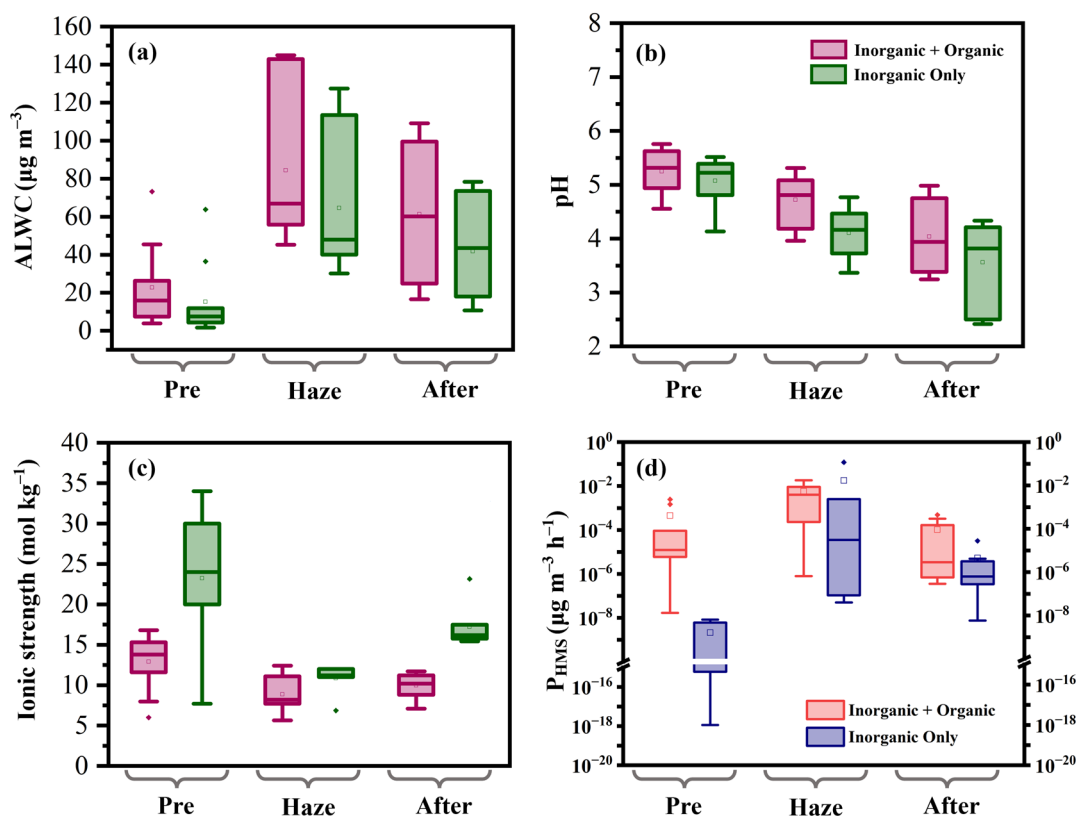 (a)
ALWC (µg m⁻³)
160
140
120
100
80
60
40
20
0
Pre
Haze
After
(b)
Inorganic + Organic
Inorganic Only
pH
8
7
6
5
4
3
2
Pre
Haze
After
(c)
Ionic strength (mol kg⁻¹)
40
35
30
25
20
15
10
5
0
Pre
Haze
After
(d)
P_HMS (µg m⁻³ h⁻¹)
10⁰
10⁻²
10⁻⁴
10⁻⁶
10⁻⁸
10⁻¹⁶
10⁻¹⁸
10⁻²⁰
10⁰
10⁻²
10⁻⁴
10⁻⁶
10⁻⁸
10⁻¹⁶
10⁻¹⁸
10⁻²⁰
Inorganic + Organic
Inorganic Only
Pre
Haze
After